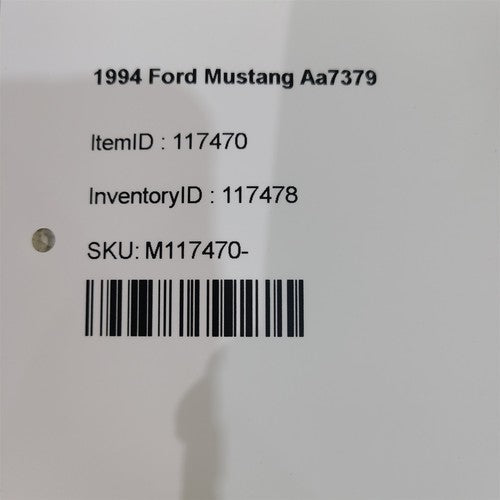 1994 Ford Mustang Aa7379
ItemID : 117470
InventoryID : 117478
SKU: M117470-